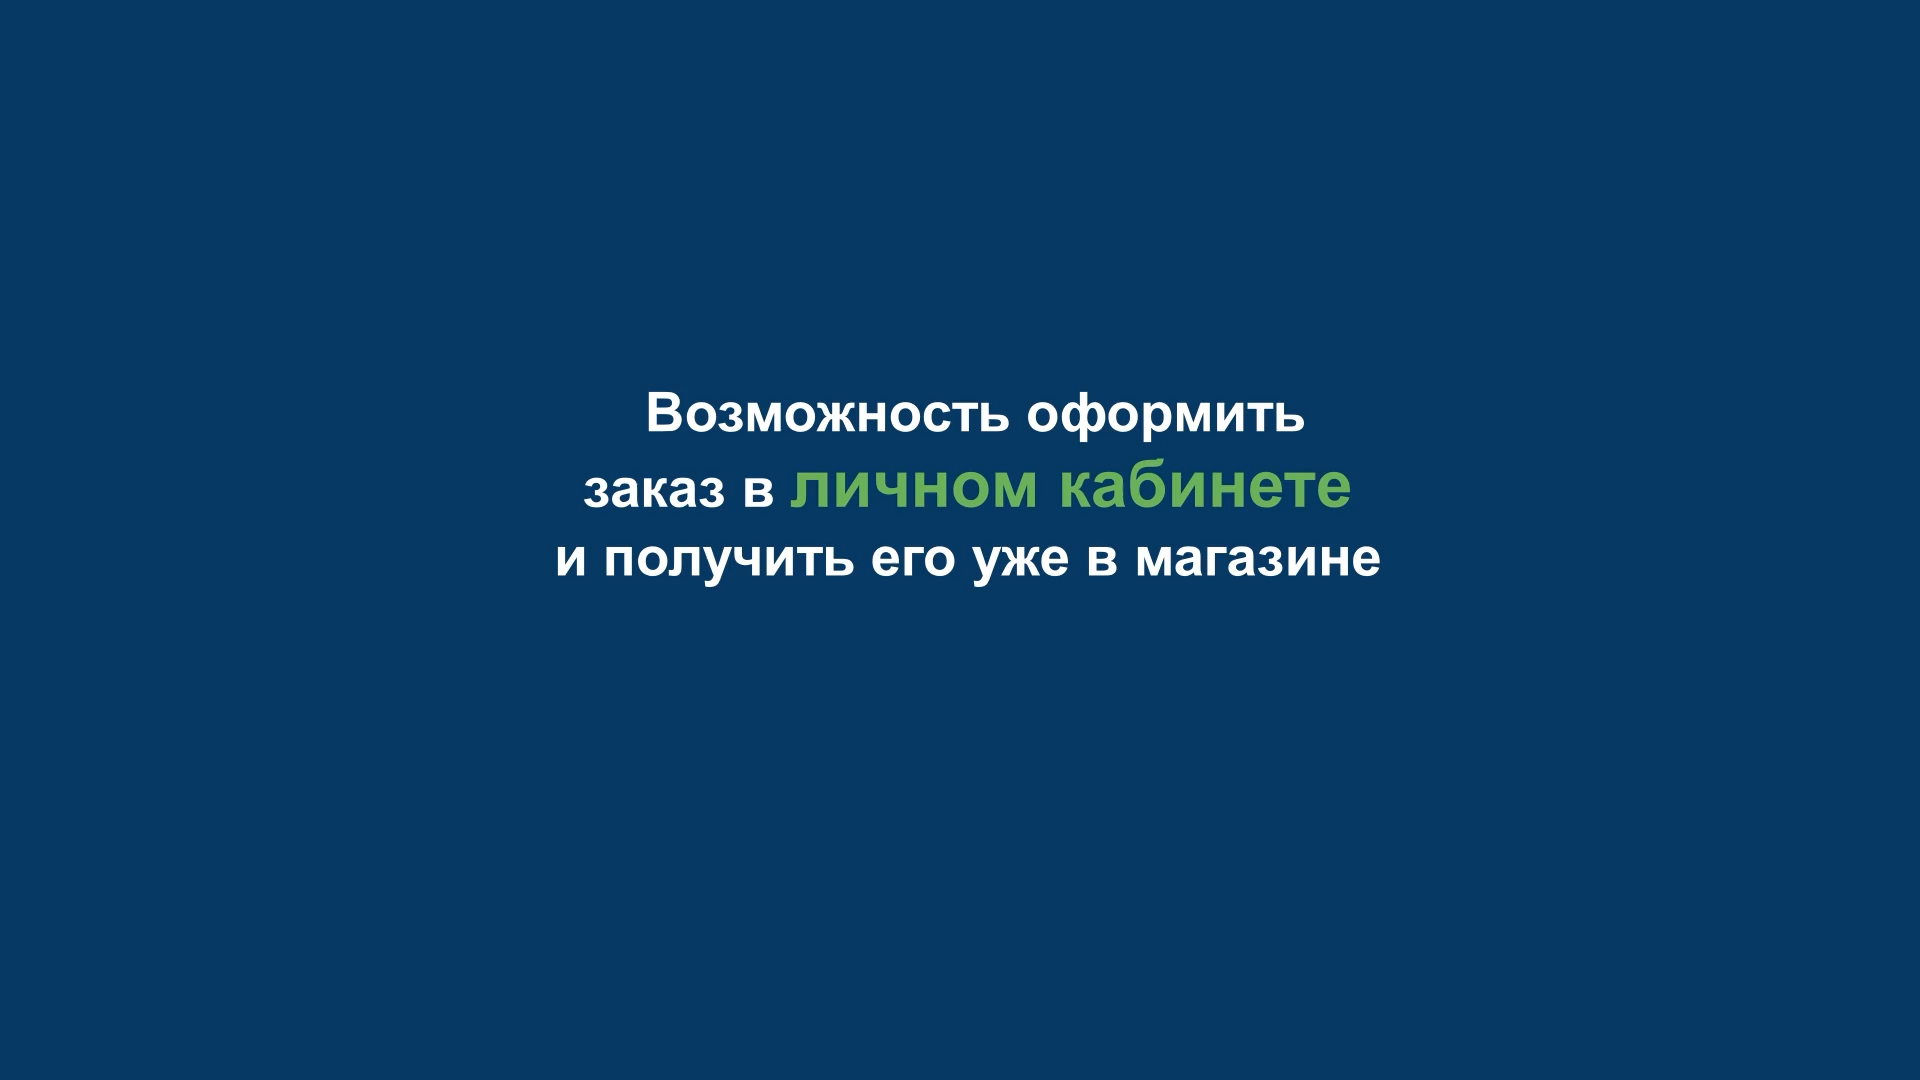 Возможность оформить
заказ в личном кабинете
и получить его уже в магазине